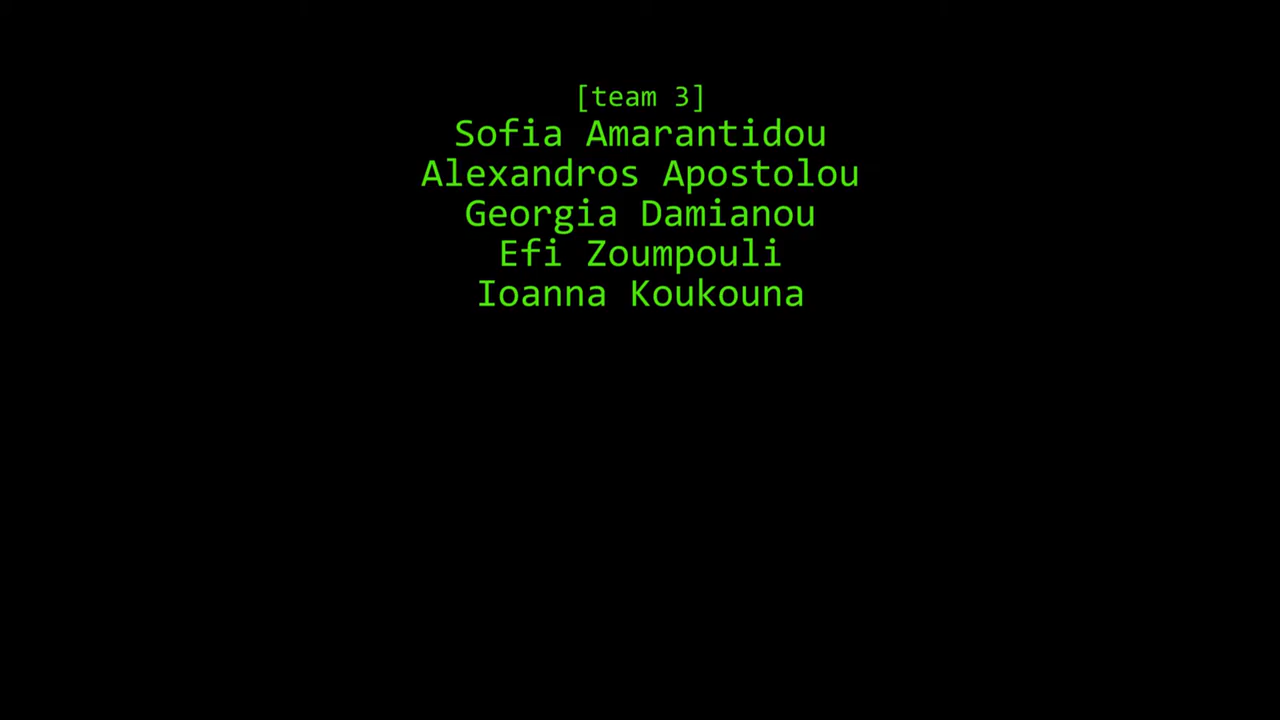 [team 3]
Sofia Amarantidou
Alexandros Apostolou
Georgia Damianou
Efi Zoumpouli
Ioanna Koukouna